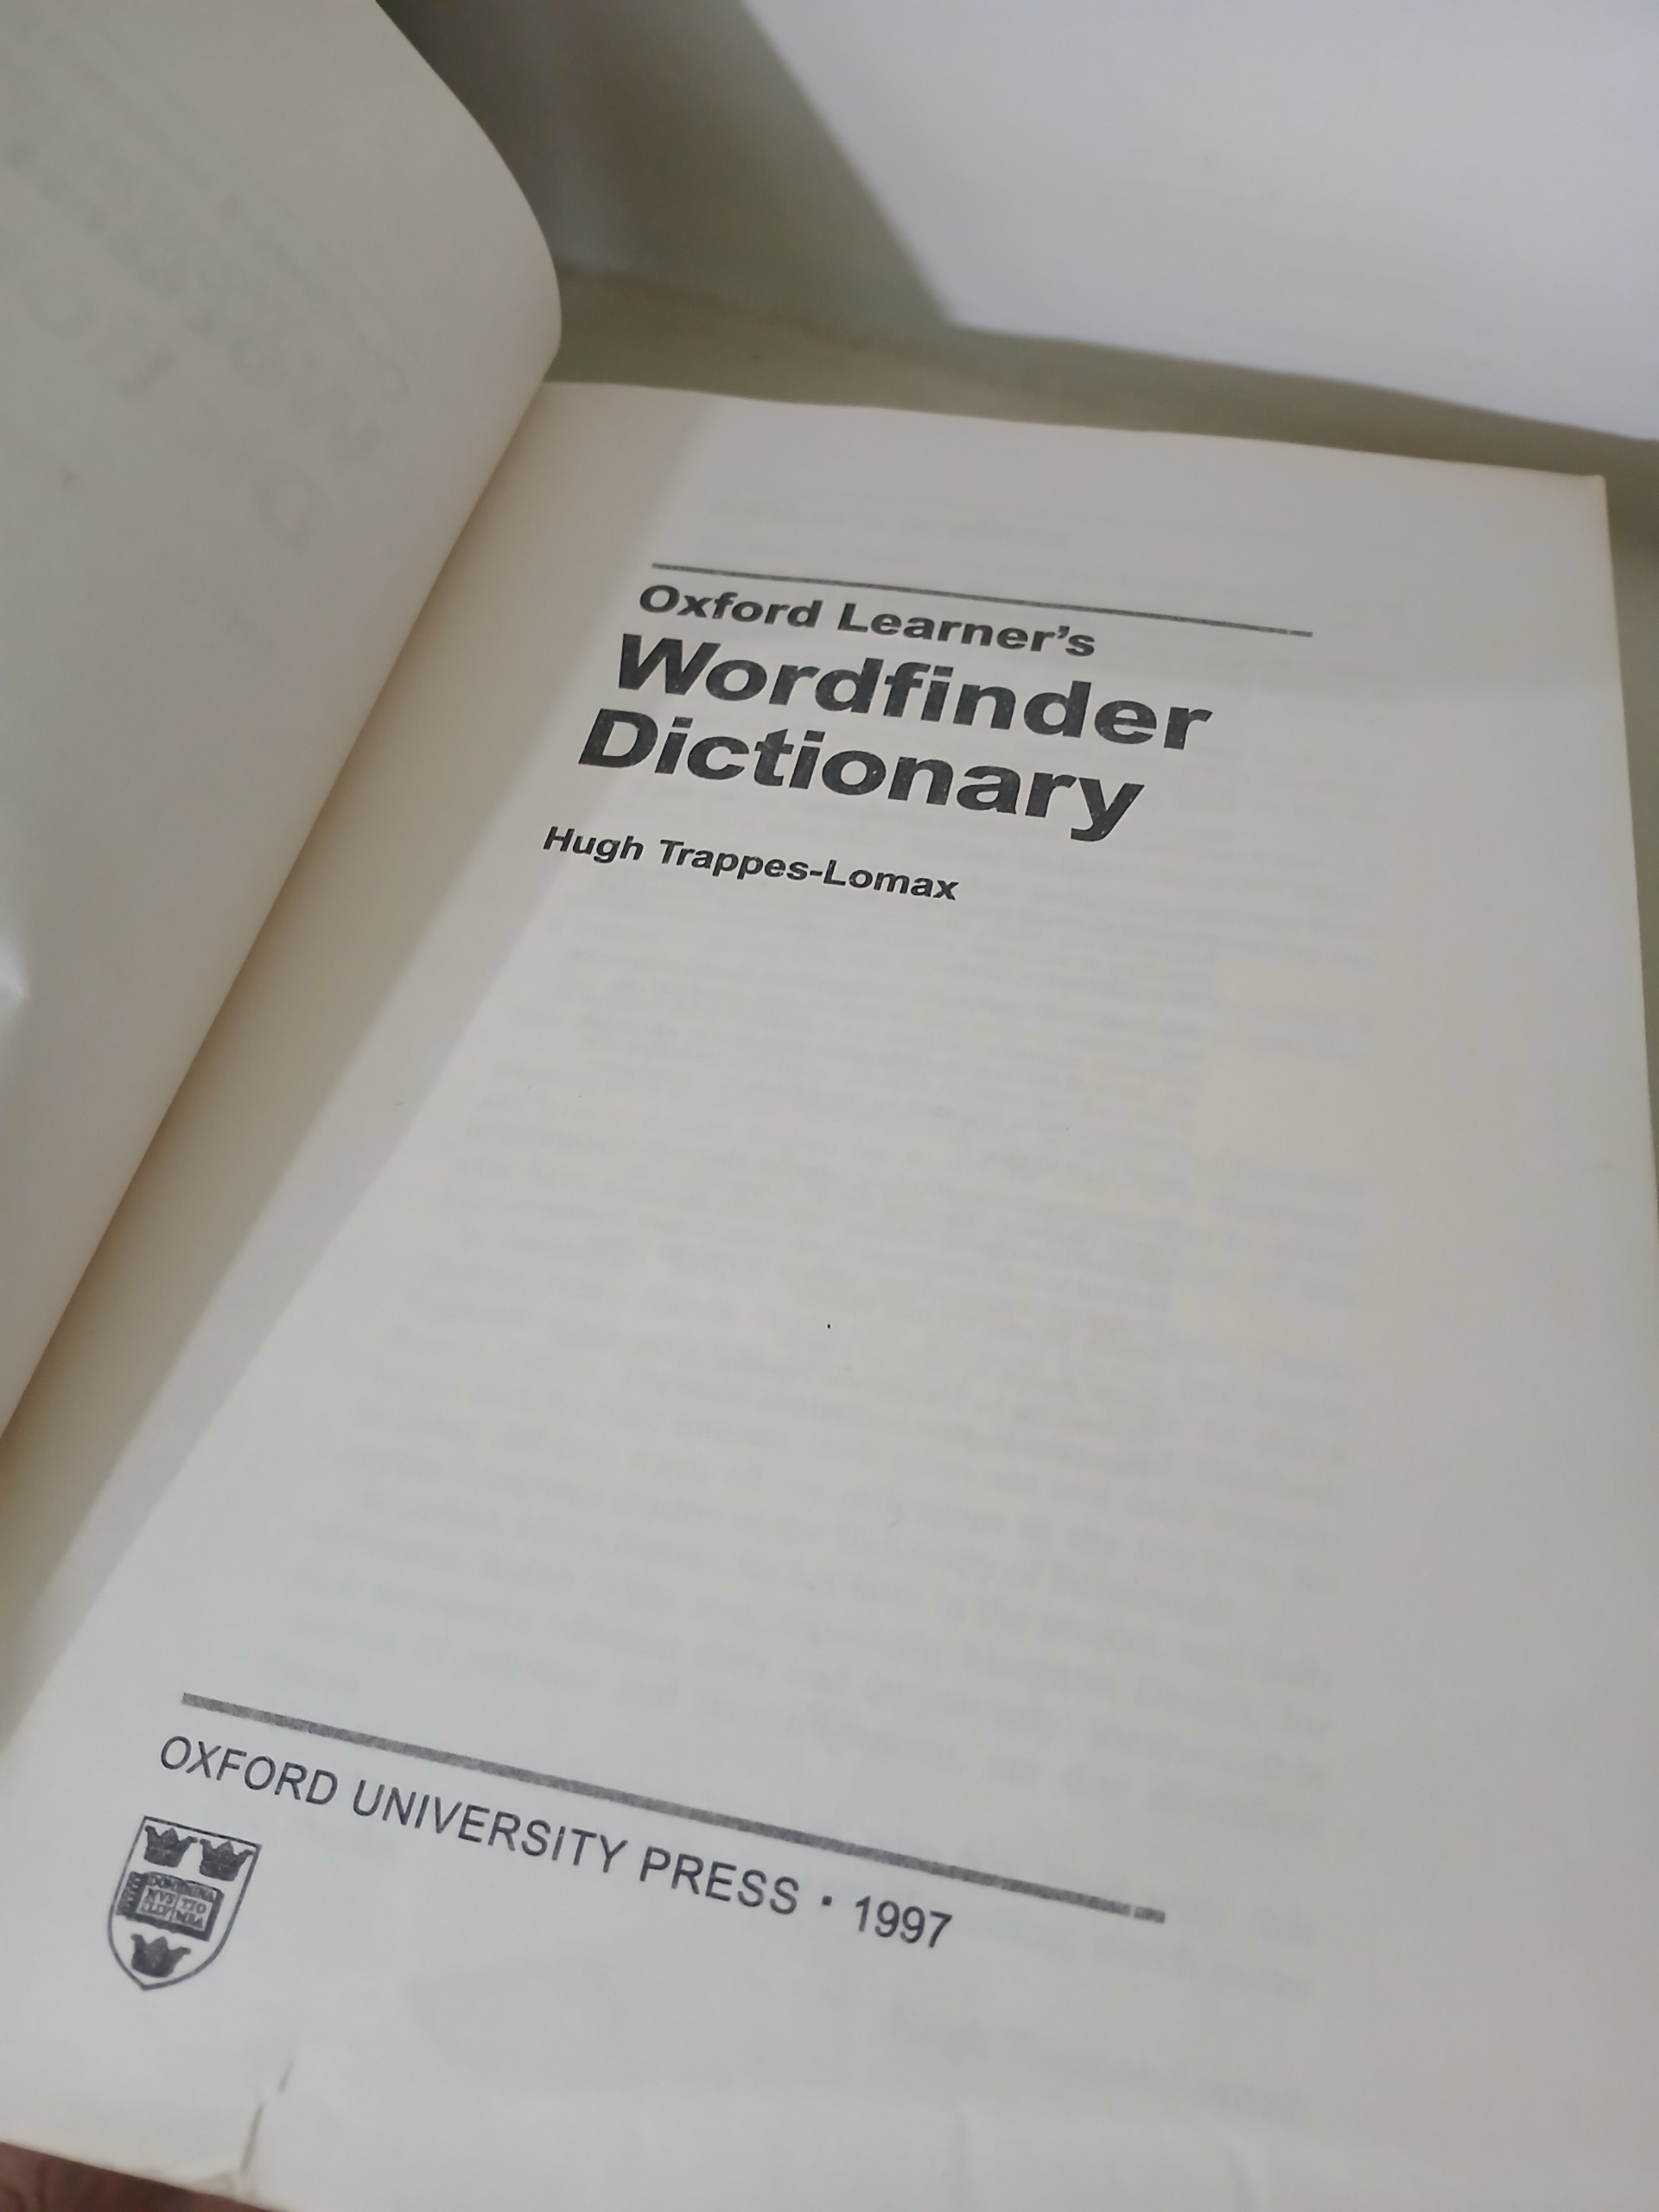 Oxford Learner's
Wordfinder
Dictionary
Hugh Trappes-Lomax
OXFORD UNIVERSITY PRESS · 1997